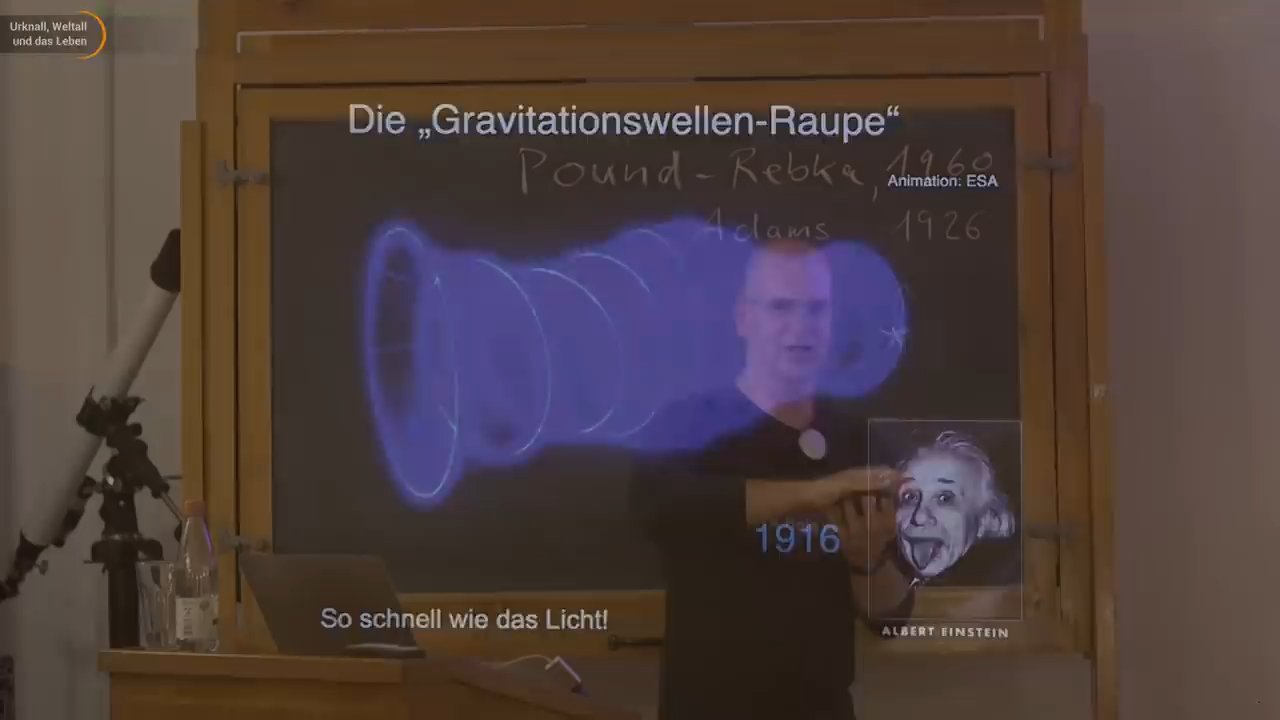 Urknall, Weltall
und das Leben
Die „Gravitationswellen-Raupe“
Pound-Rebka, 1960
Animation: ESA
Adams 1926
1916
So schnell wie das Licht!
ALBERT EINSTEIN